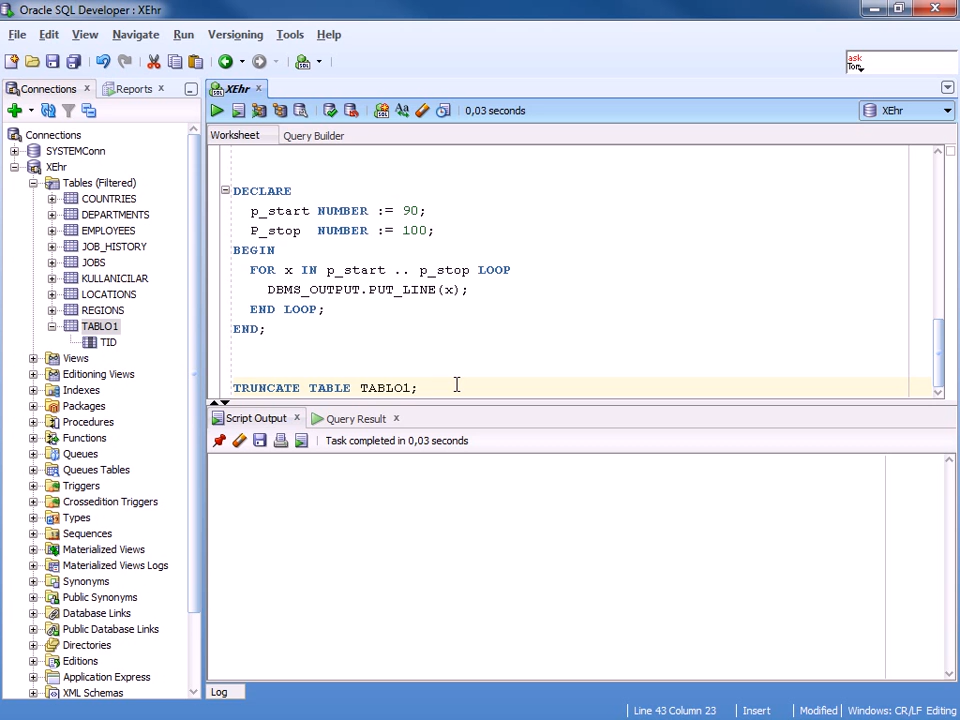 Oracle SQL Developer : XEhr
File Edit View Navigate Run Versioning Tools Help
ask
Tom
Connections Reports
XEhr
0,03 seconds
XEhr
Worksheet Query Builder
Connections
SYSTEMConn
XEhr
Tables (Filtered)
COUNTRIES
DEPARTMENTS
EMPLOYEES
JOB_HISTORY
JOBS
KULLANICILAR
LOCATIONS
REGIONS
TABLO1
TID
Views
Editioning Views
Indexes
Packages
Procedures
Functions
Queues
Queues Tables
Triggers
Crossedition Triggers
Types
Sequences
Materialized Views
Materialized Views Logs
Synonyms
Public Synonyms
Database Links
Public Database Links
Directories
Editions
Application Express
XML Schemas
DECLARE
p_start NUMBER := 90;
P_stop NUMBER := 100;
BEGIN
FOR x IN p_start .. p_stop LOOP
DBMS_OUTPUT.PUT_LINE(x);
END LOOP;
END;
TRUNCATE TABLE TABLO1;
Script Output Query Result
Task completed in 0,03 seconds
Log
Line 43 Column 23 Insert Modified Windows: CR/LF Editing